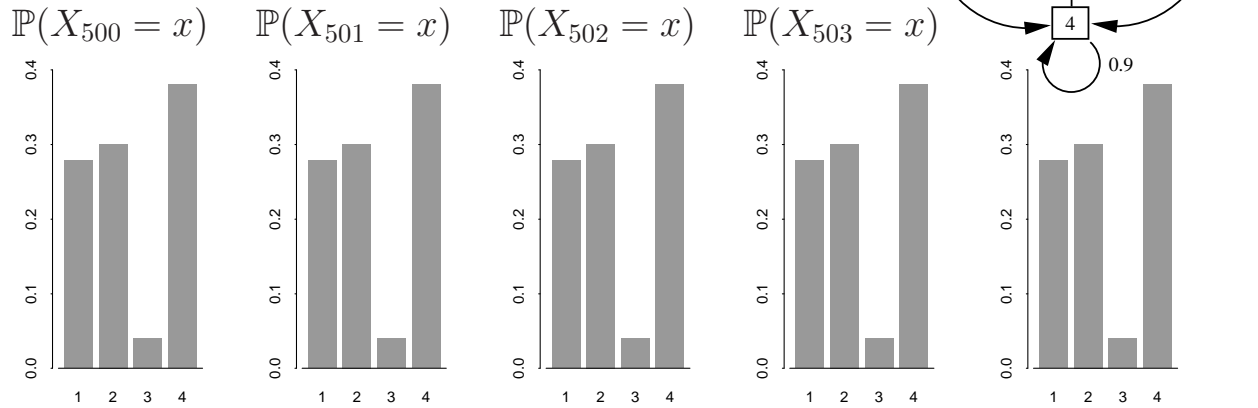 ℙ(X₅₀₀ = x) ℙ(X₅₀₁ = x) ℙ(X₅₀₂ = x) ℙ(X₅₀₃ = x)
4
0.9
0.4 0.4 0.4 0.4 0.4
0.3 0.3 0.3 0.3 0.3
0.2 0.2 0.2 0.2 0.2
0.1 0.1 0.1 0.1 0.1
0.0 0.0 0.0 0.0 0.0
1 2 3 4 1 2 3 4 1 2 3 4 1 2 3 4 1 2 3 4